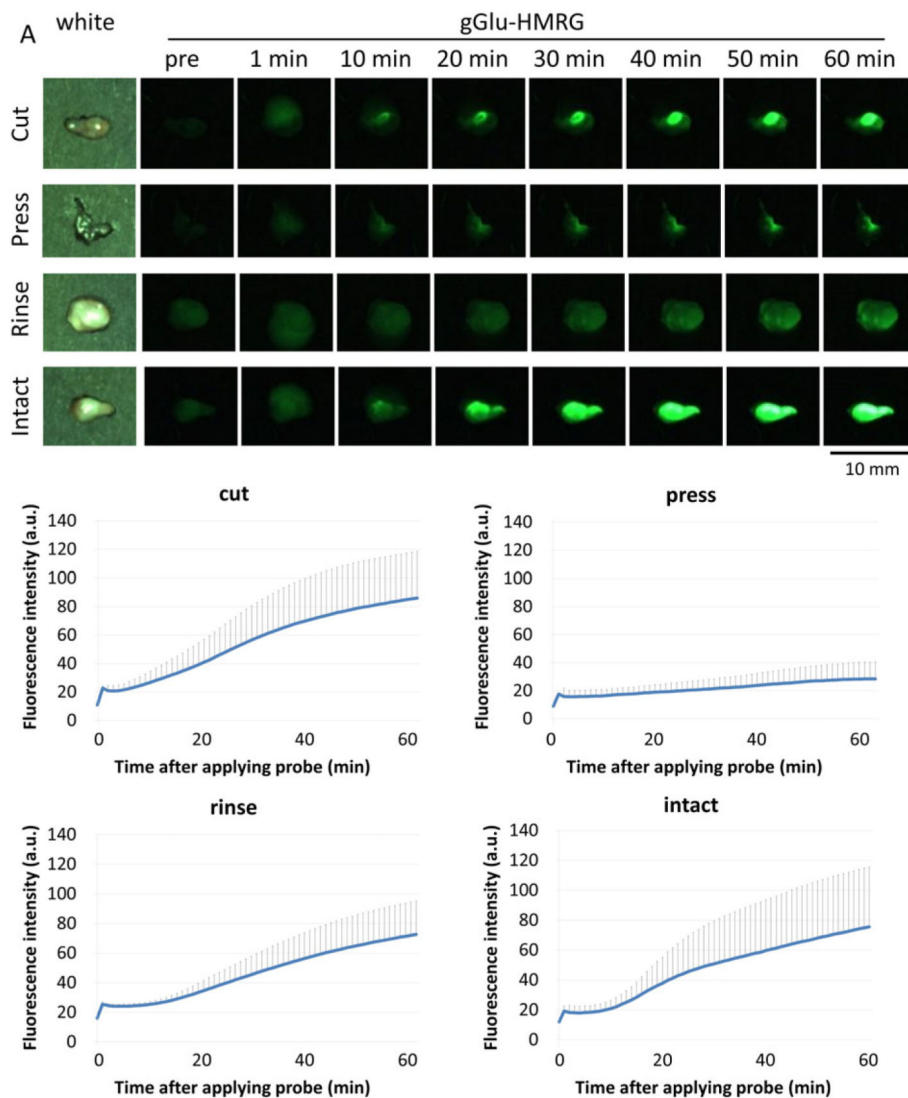 A
white
gGlu-HMRG
pre 1 min 10 min 20 min 30 min 40 min 50 min 60 min
Cut
Press
Rinse
Intact
10 mm
cut
Fluorescence intensity (a.u.)
140
120
100
80
60
40
20
0
0 20 40 60
Time after applying probe (min)
press
Fluorescence intensity (a.u.)
140
120
100
80
60
40
20
0
0 20 40 60
Time after applying probe (min)
rinse
Fluorescence intensity (a.u.)
140
120
100
80
60
40
20
0
0 20 40 60
Time after applying probe (min)
intact
Fluorescence intensity (a.u.)
140
120
100
80
60
40
20
0
0 20 40 60
Time after applying probe (min)